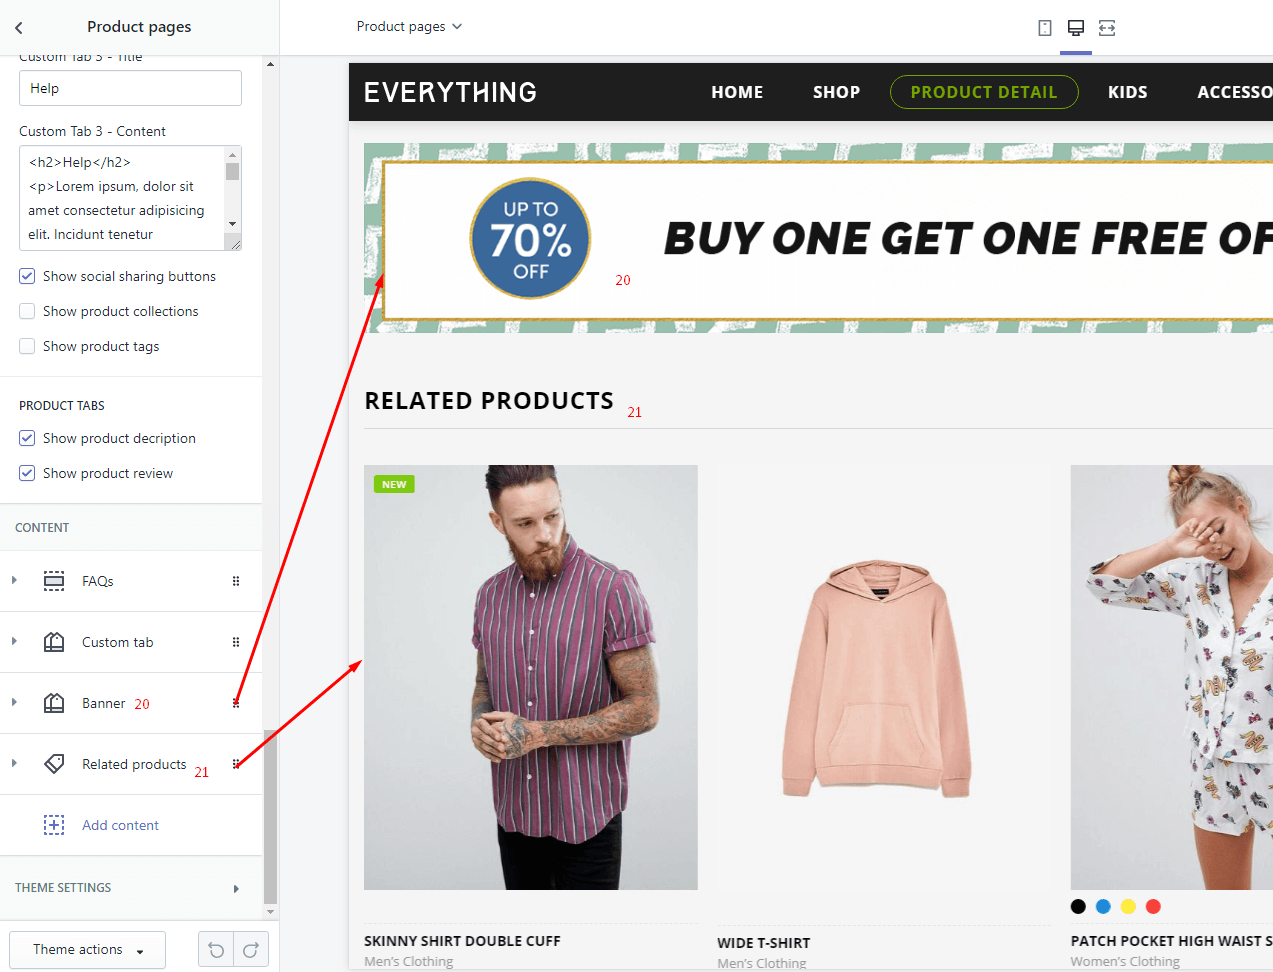 Product pages
Product pages
Custom Tab 3 - Title
Help
Custom Tab 3 - Content
<h2>Help</h2>
<p>Lorem ipsum, dolor sit
amet consectetur adipisicing
elit. Incidunt tenetur
Show social sharing buttons
Show product collections
Show product tags
PRODUCT TABS
Show product decription
Show product review
CONTENT
FAQs
Custom tab
Banner 20
Related products 21
Add content
THEME SETTINGS
Theme actions
EVERYTHING
HOME SHOP PRODUCT DETAIL KIDS ACCESSO
UP TO
70%
OFF
BUY ONE GET ONE FREE OF
20
RELATED PRODUCTS 21
NEW
SKINNY SHIRT DOUBLE CUFF
Men's Clothing
WIDE T-SHIRT
Men's Clothing
PATCH POCKET HIGH WAIST S
Women's Clothing